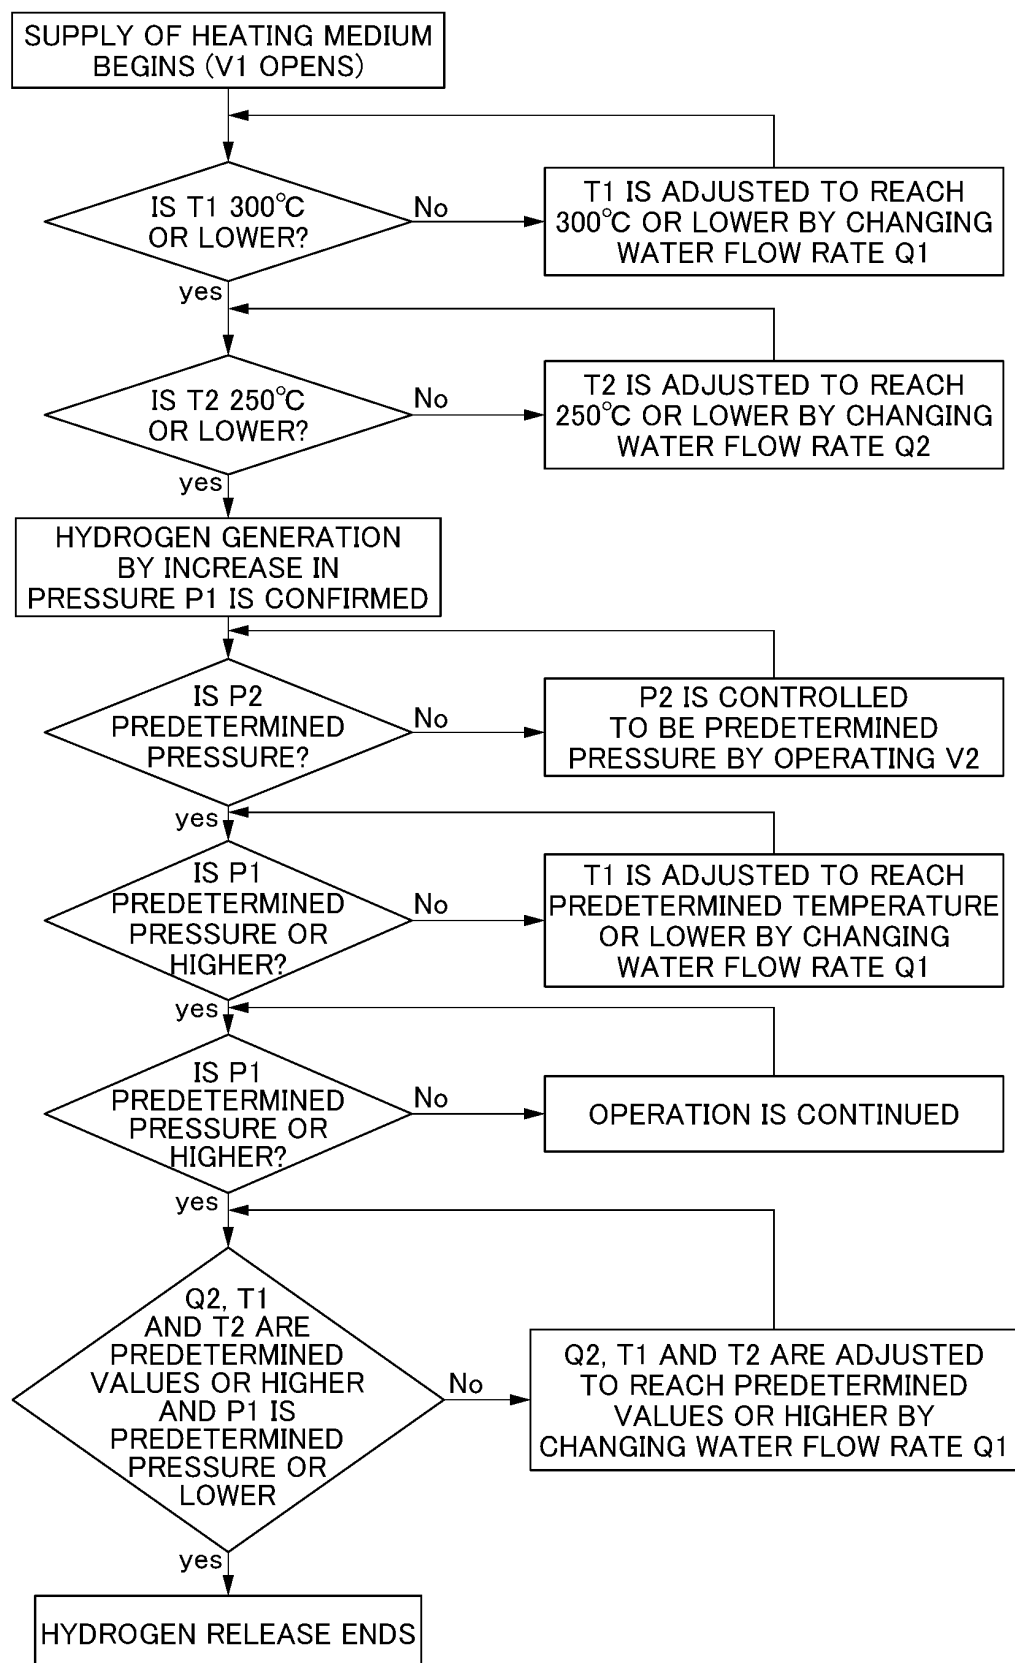 SUPPLY OF HEATING MEDIUM
BEGINS (V1 OPENS)
IS T1 300℃
OR LOWER?
No
T1 IS ADJUSTED TO REACH
300℃ OR LOWER BY CHANGING
WATER FLOW RATE Q1
yes
IS T2 250℃
OR LOWER?
No
T2 IS ADJUSTED TO REACH
250℃ OR LOWER BY CHANGING
WATER FLOW RATE Q2
yes
HYDROGEN GENERATION
BY INCREASE IN
PRESSURE P1 IS CONFIRMED
IS P2
PREDETERMINED
PRESSURE?
No
P2 IS CONTROLLED
TO BE PREDETERMINED
PRESSURE BY OPERATING V2
yes
IS P1
PREDETERMINED
PRESSURE OR
HIGHER?
No
T1 IS ADJUSTED TO REACH
PREDETERMINED TEMPERATURE
OR LOWER BY CHANGING
WATER FLOW RATE Q1
yes
IS P1
PREDETERMINED
PRESSURE OR
HIGHER?
No
OPERATION IS CONTINUED
yes
Q2, T1
AND T2 ARE
PREDETERMINED
VALUES OR HIGHER
AND P1 IS
PREDETERMINED
PRESSURE OR
LOWER
No
Q2, T1 AND T2 ARE ADJUSTED
TO REACH PREDETERMINED
VALUES OR HIGHER BY
CHANGING WATER FLOW RATE Q1
yes
HYDROGEN RELEASE ENDS